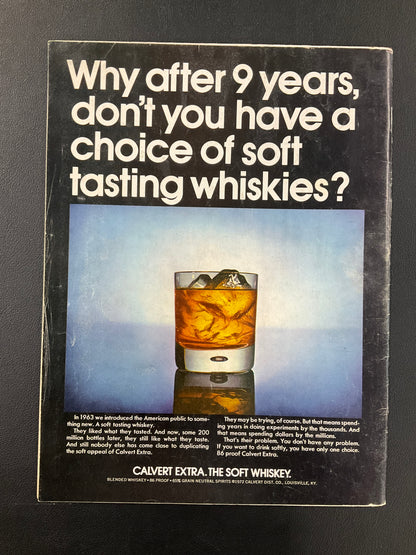 Why after 9 years,
don't you have a
choice of soft
tasting whiskies?
In 1963 we introduced the American public to some-
thing new. A soft tasting whiskey.
They liked what they tasted. And now, some 200
million bottles later, they still like what they taste.
And still nobody else has come close to duplicating
the soft appeal of Calvert Extra.
They may be trying, of course. But that means spend-
ing years in doing experiments by the thousands. And
that means spending dollars by the millions.
That's their problem. You don't have any problem.
If you want to drink softly, you have only one choice.
86 proof Calvert Extra.
CALVERT EXTRA. THE SOFT WHISKEY.
BLENDED WHISKEY • 86 PROOF • 65% GRAIN NEUTRAL SPIRITS ©1972 CALVERT DIST. CO., LOUISVILLE, KY.